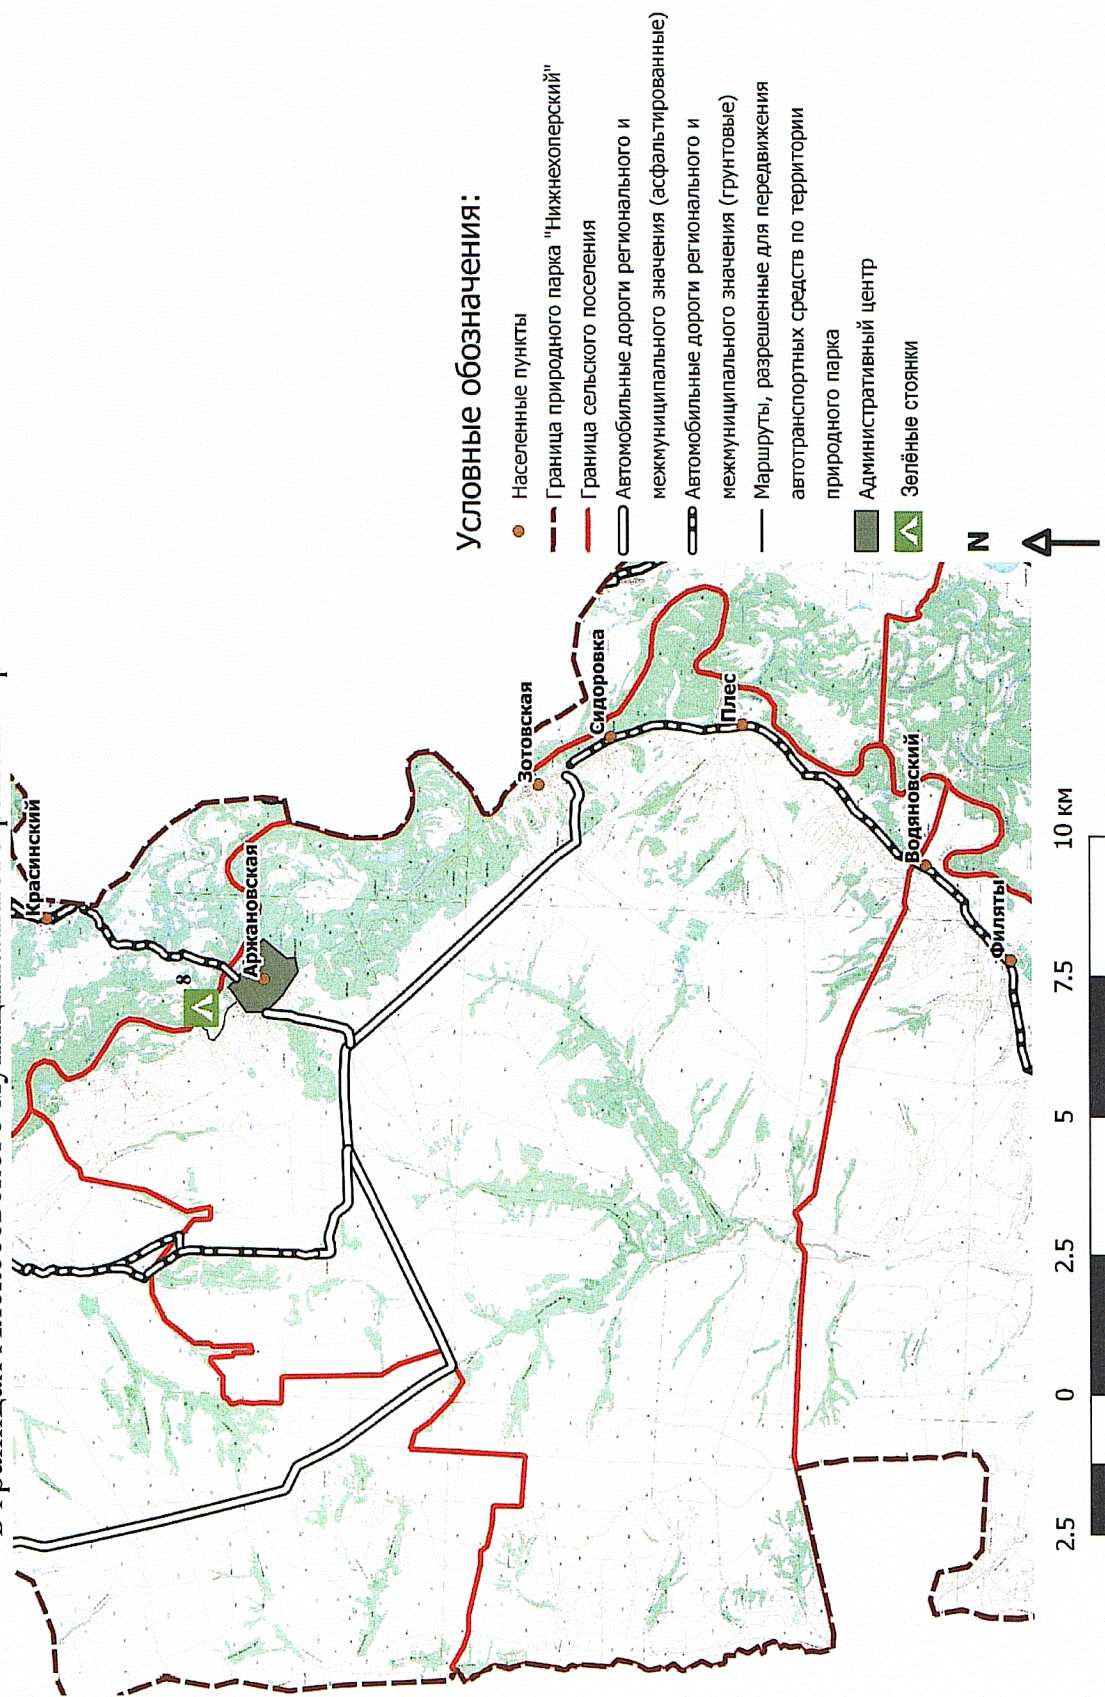 Красинский
8
Аржановская
Зотовская
Сидоровка
Плес
Водяновский
Филяты
Условные обозначения:
Населенные пункты
Граница природного парка "Нижнехоперский"
Граница сельского поселения
Автомобильные дороги регионального и
межмуниципального значения (асфальтированные)
Автомобильные дороги регионального и
межмуниципального значения (грунтовые)
Маршруты, разрешенные для передвижения
автотранспортных средств по территории
природного парка
Административный центр
Зелёные стоянки
N
2.5 0 2.5 5 7.5 10 км